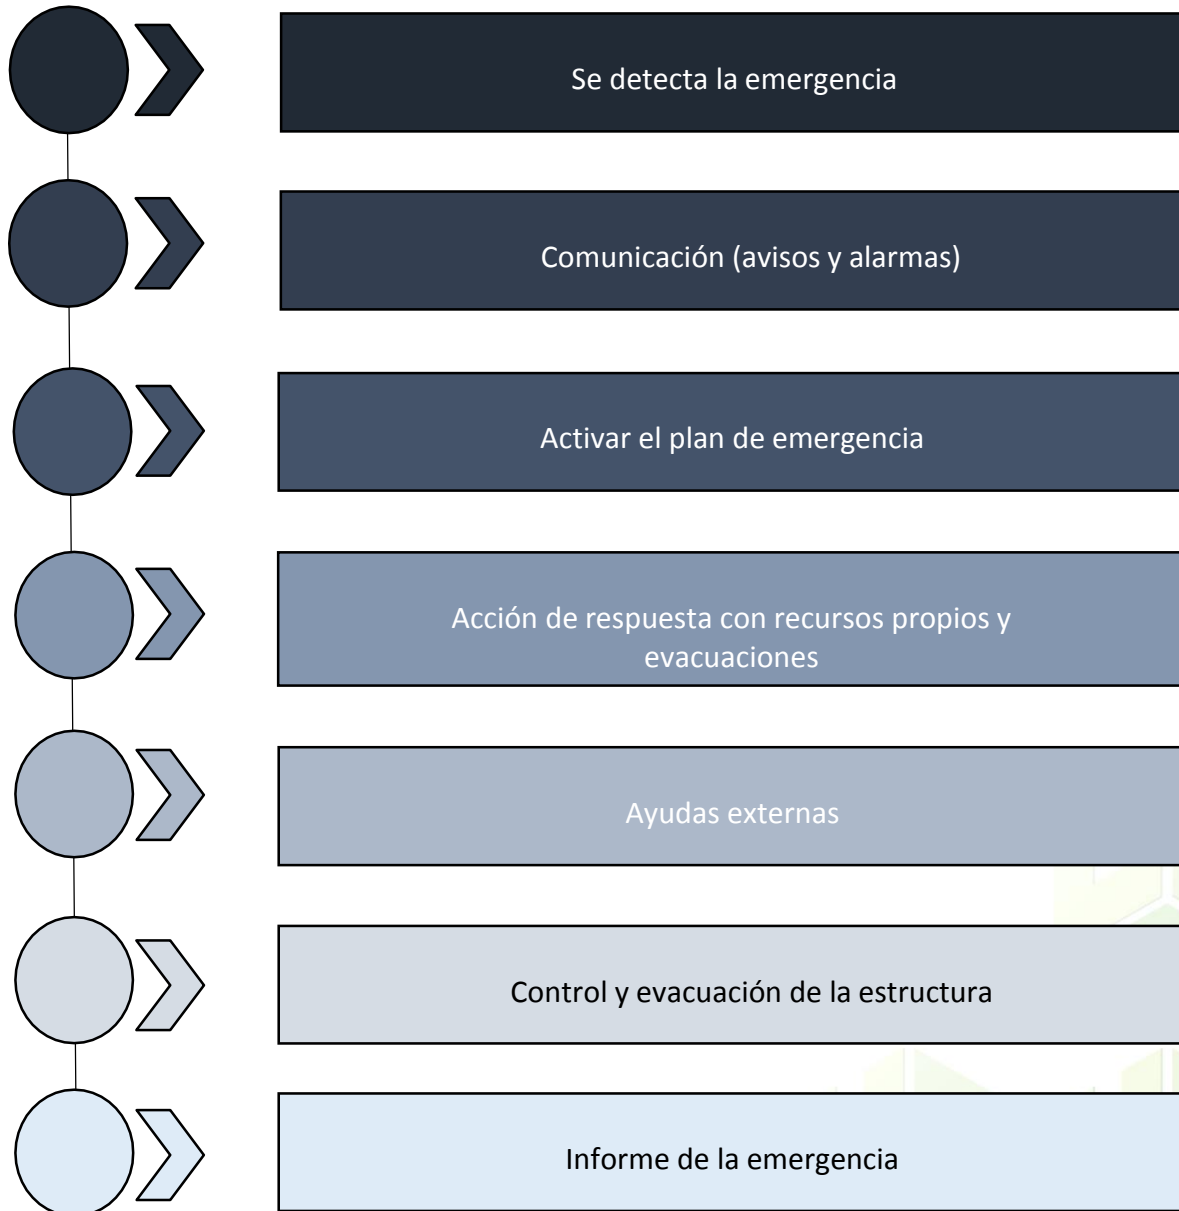 Se detecta la emergencia
Comunicación (avisos y alarmas)
Activar el plan de emergencia
Acción de respuesta con recursos propios y
evacuaciones
Ayudas externas
Control y evacuación de la estructura
Informe de la emergencia